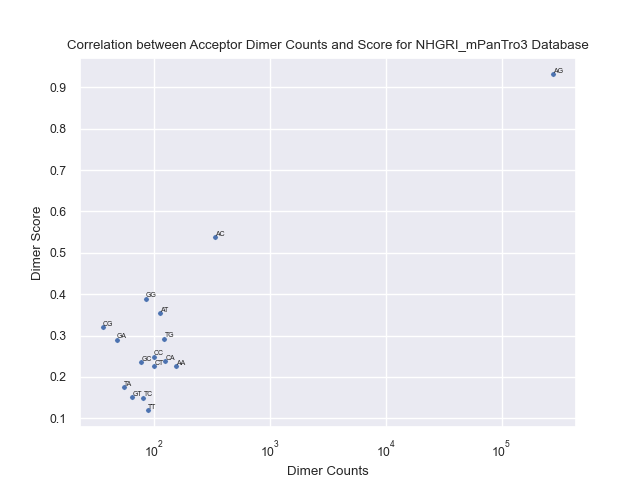 Correlation between Acceptor Dimer Counts and Score for NHGRI_mPanTro3 Database
0.9
AG
0.8
0.7
0.6
AC
0.5
0.4
GG
AT
CG
0.3
GA
TG
CC
GC
CT
CA
AA
0.2
TA
GT
TC
TT
0.1
Dimer Score
10² 10³ 10⁴ 10⁵
Dimer Counts